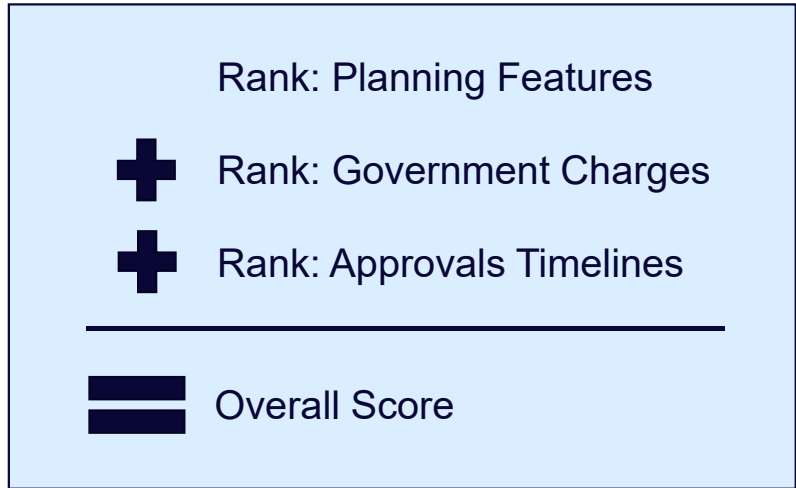 Rank: Planning Features
+ Rank: Government Charges
+ Rank: Approvals Timelines
= Overall Score